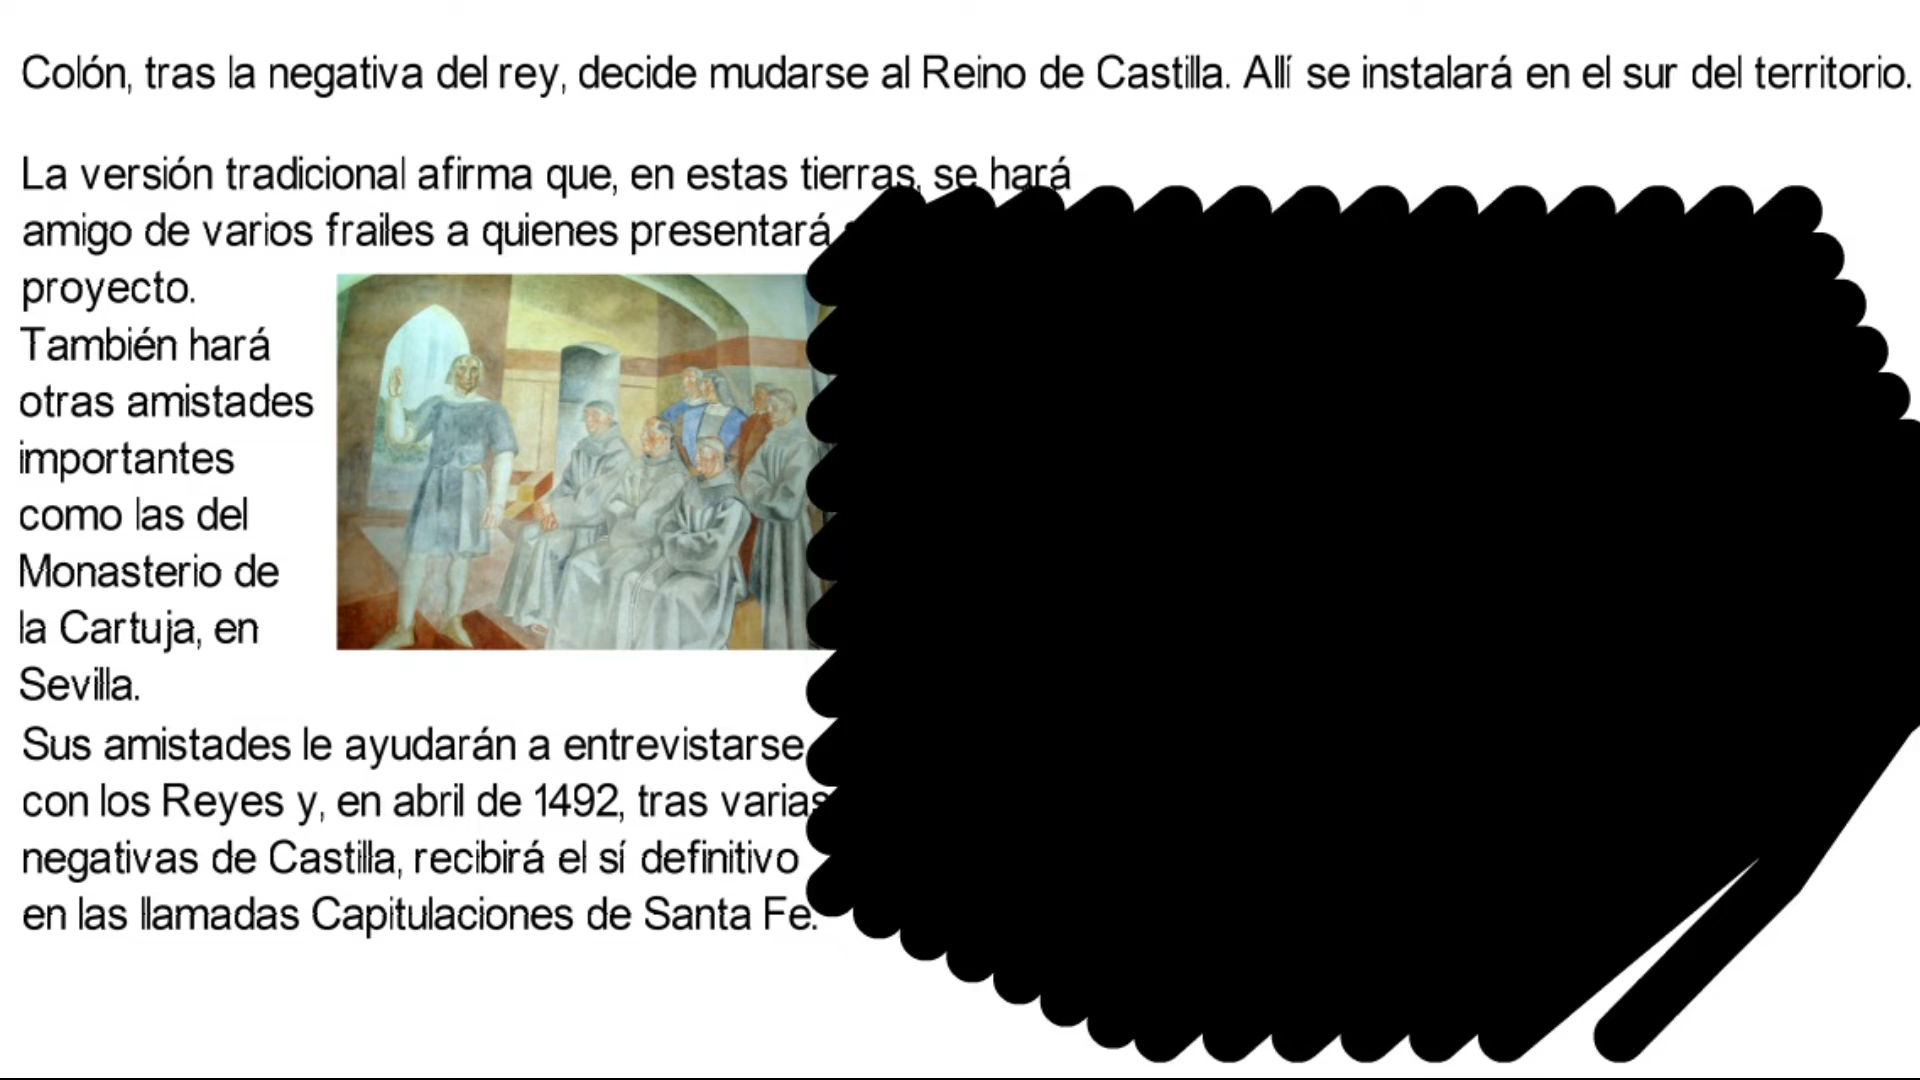 Colón, tras la negativa del rey, decide mudarse al Reino de Castilla. Allí se instalará en el sur del territorio.
La versión tradicional afirma que, en estas tierras, se hará
amigo de varios frailes a quienes presentará
proyecto.
También hará
otras amistades
importantes
como las del
Monasterio de
la Cartuja, en
Sevilla.
Sus amistades le ayudarán a entrevistarse
con los Reyes y, en abril de 1492, tras varias
negativas de Castilla, recibirá el sí definitivo
en las llamadas Capitulaciones de Santa Fe.